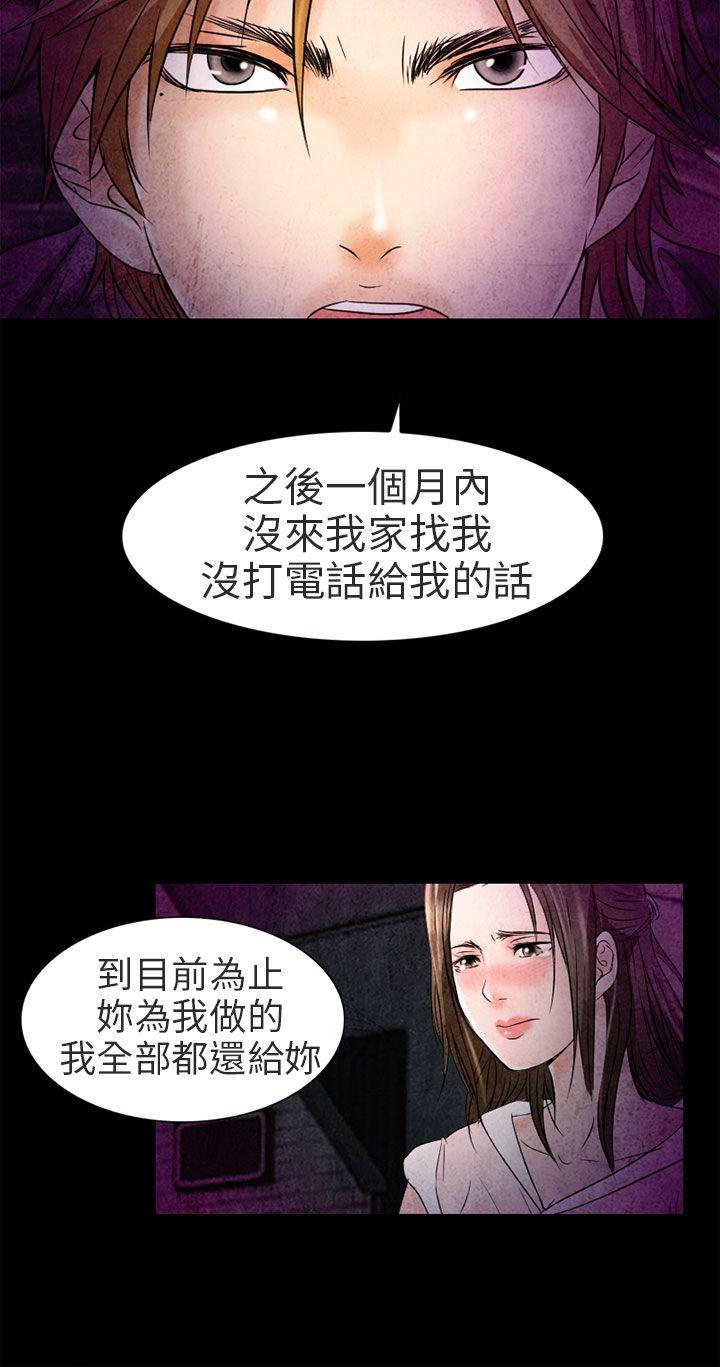 之後一個月內
沒來我家找我
沒打電話給我的話
到目前為止
妳為我做的
我全部都還給妳